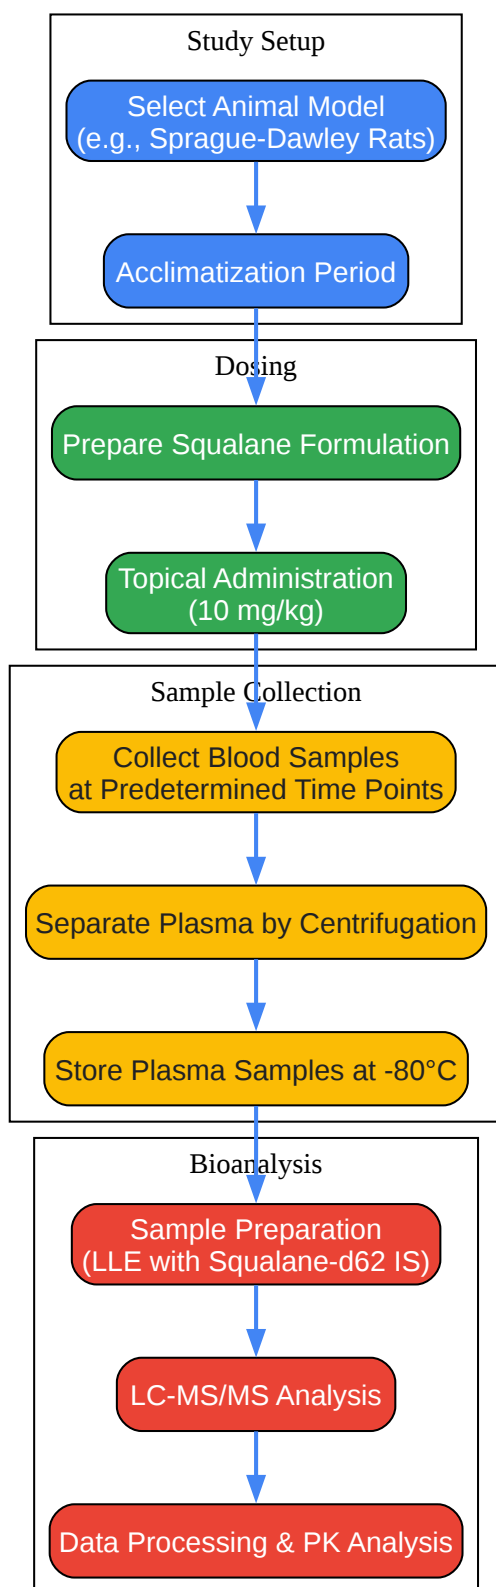 Study Setup
Select Animal Model
(e.g., Sprague-Dawley Rats)
Acclimatization Period
Dosing
Prepare Squalane Formulation
Topical Administration
(10 mg/kg)
Sample Collection
Collect Blood Samples
at Predetermined Time Points
Separate Plasma by Centrifugation
Store Plasma Samples at -80°C
Bioanalysis
Sample Preparation
(LLE with Squalane-d62 IS)
LC-MS/MS Analysis
Data Processing & PK Analysis